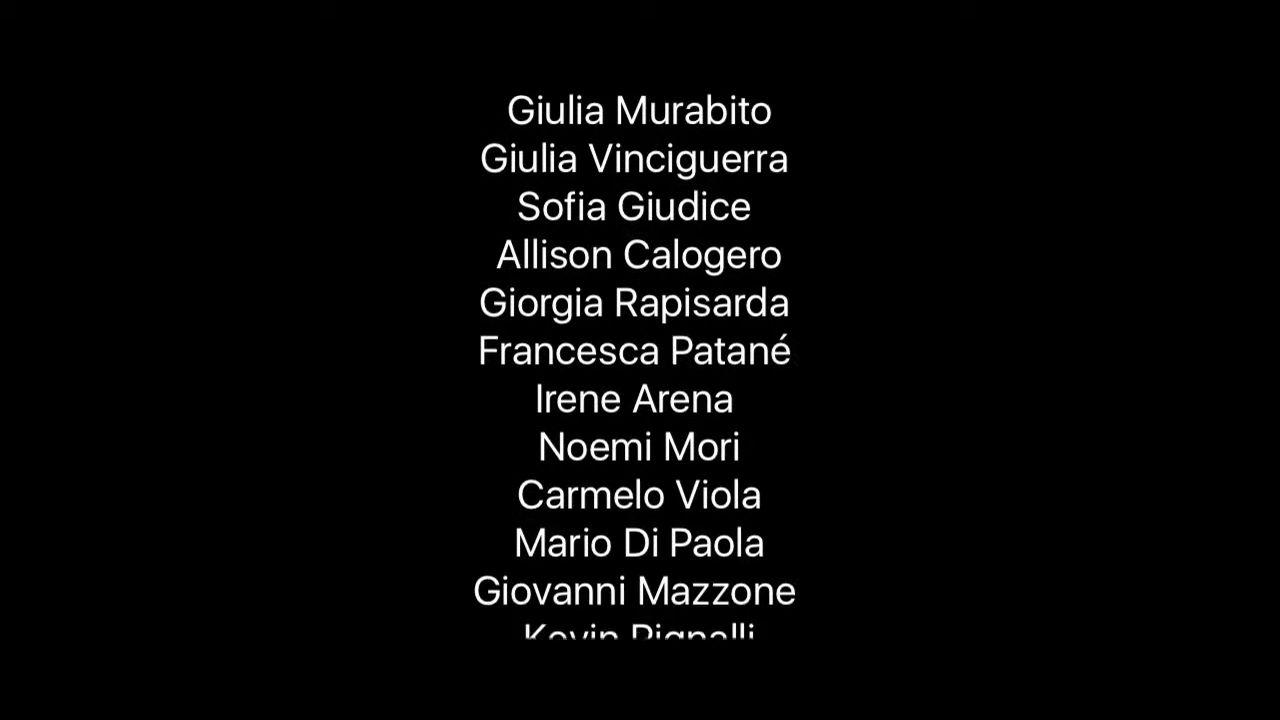 Giulia Murabito
Giulia Vinciguerra
Sofia Giudice
Allison Calogero
Giorgia Rapisarda
Francesca Patané
Irene Arena
Noemi Mori
Carmelo Viola
Mario Di Paola
Giovanni Mazzone
Kevin